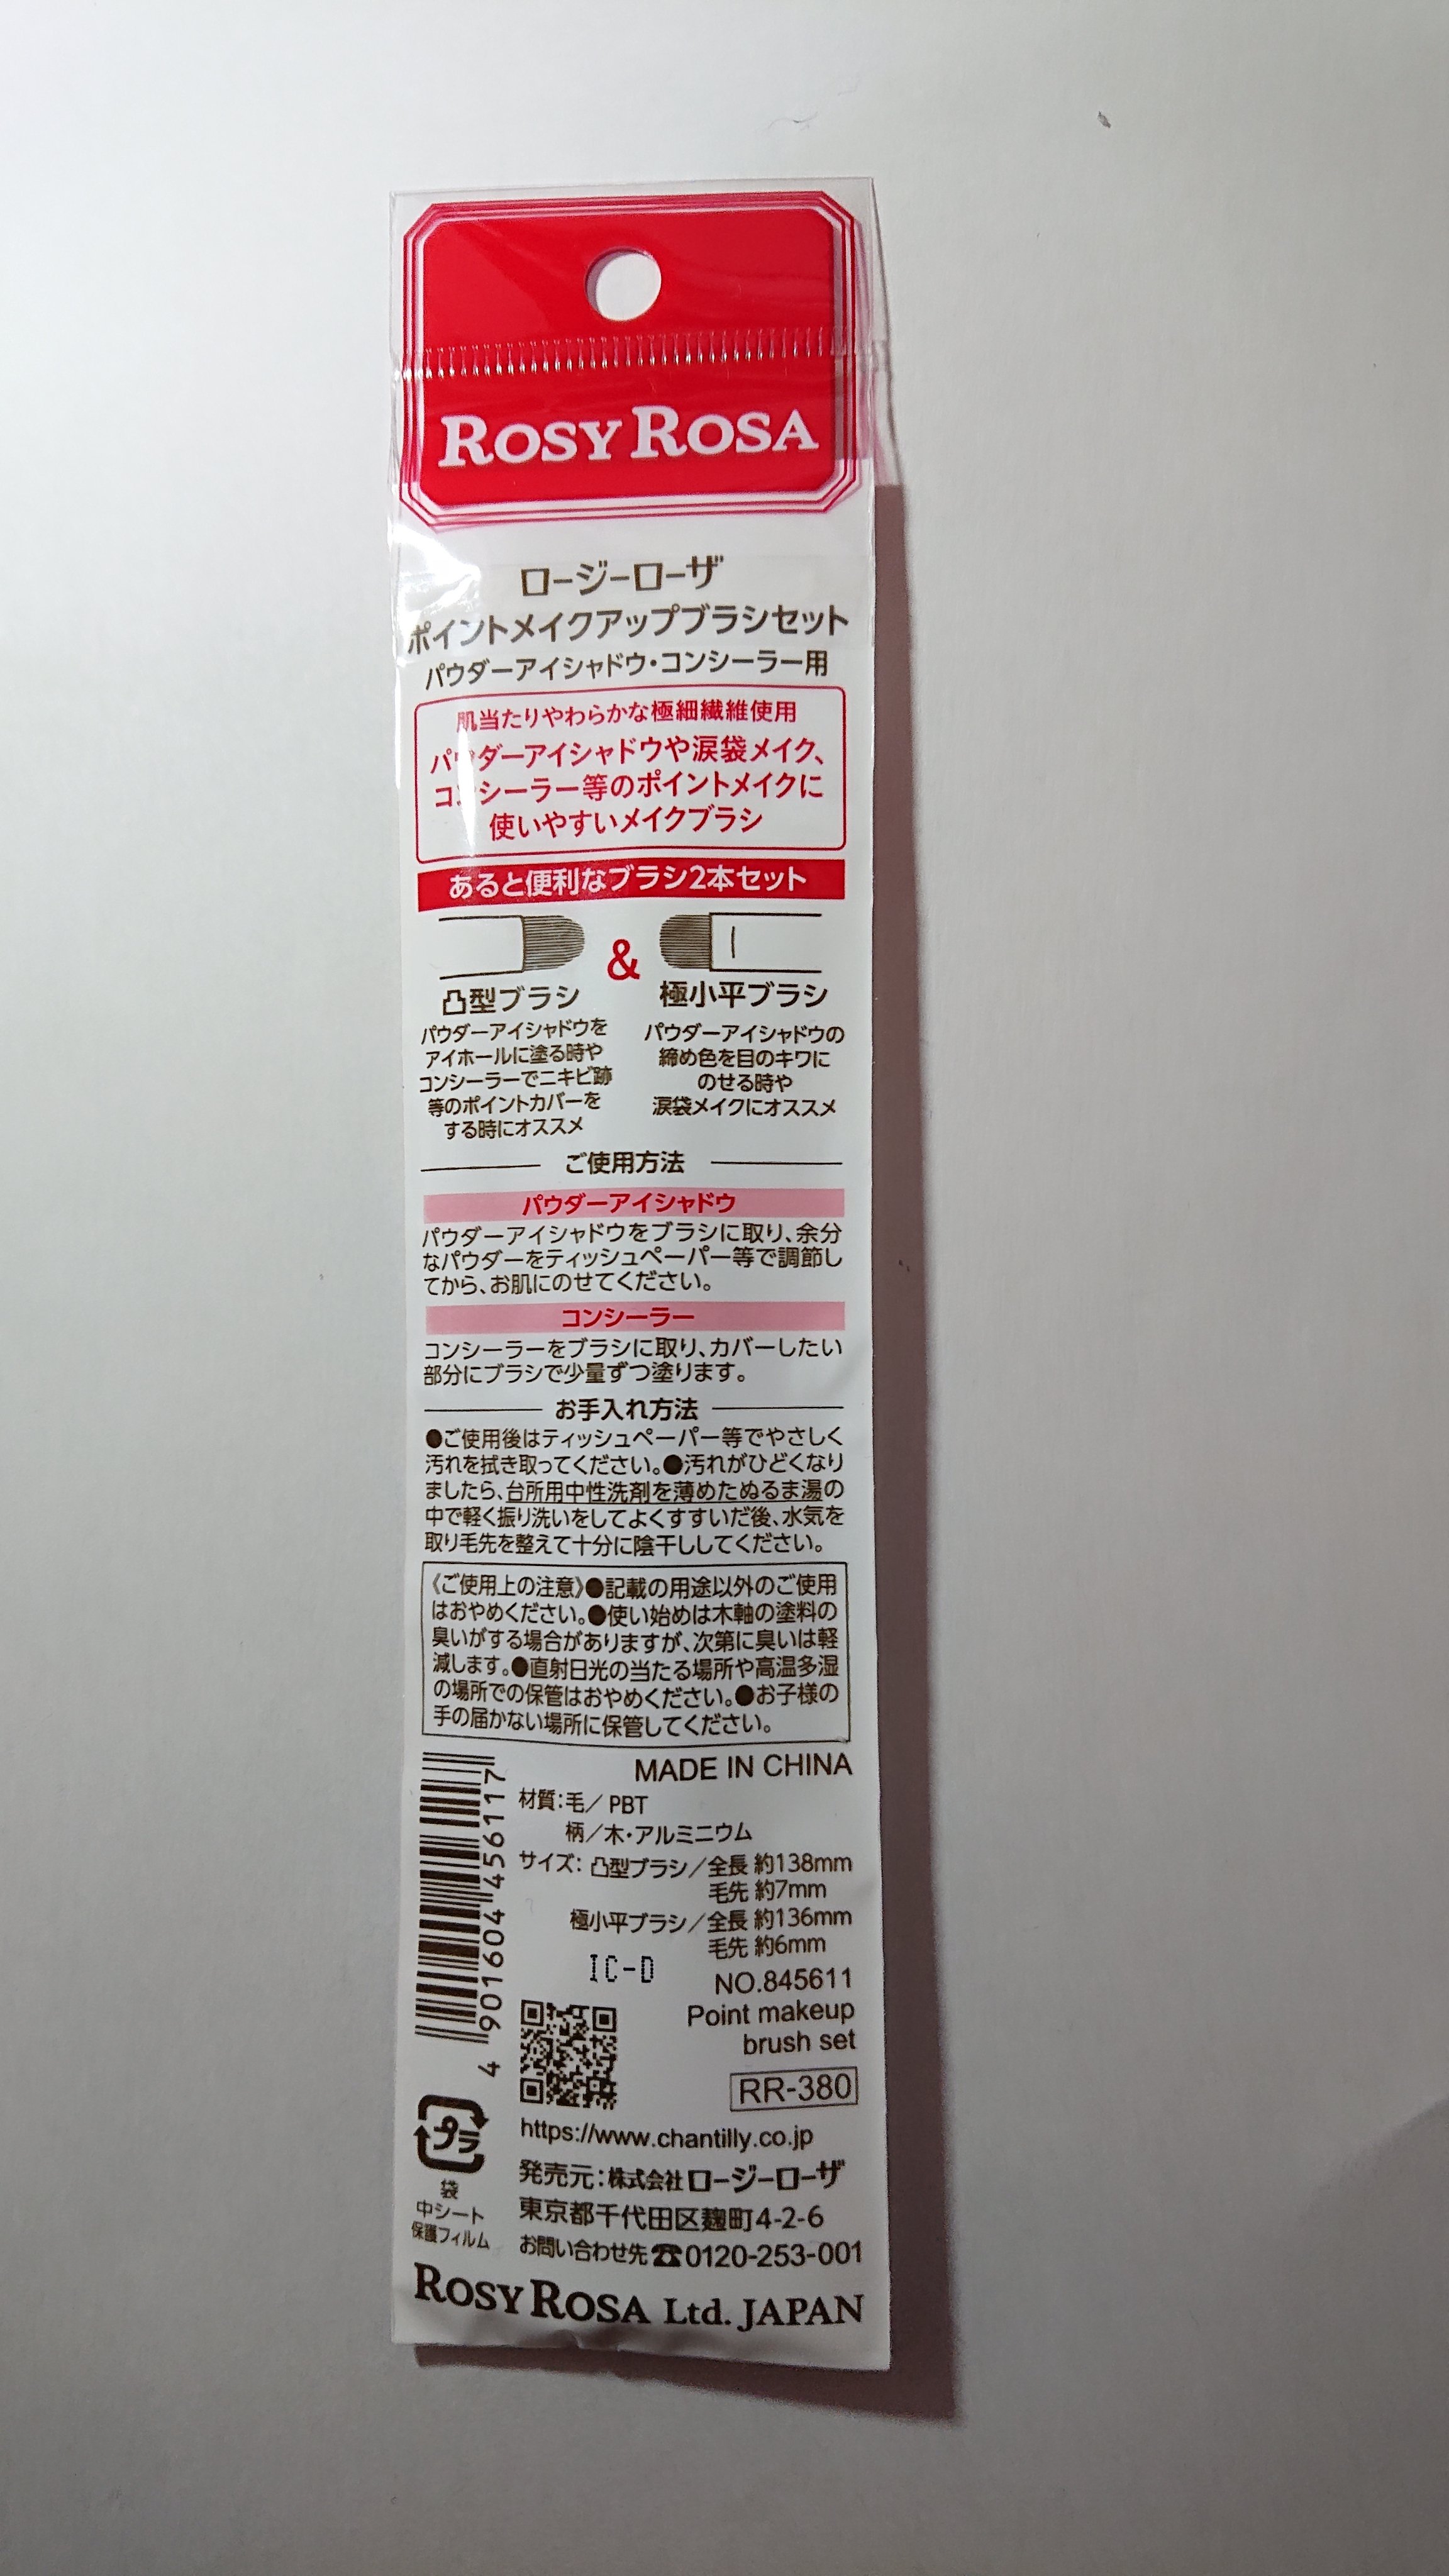 ROSY ROSA
ロージーローザ
ポイントメイクアップブラシセット
パウダーアイシャドウ・コンシーラー用
肌当たりやわらかな極細繊維使用
パウダーアイシャドウや涙袋メイク、
コンシーラー等のポイントメイクに
使いやすいメイクブラシ
あると便利なブラシ2本セット
&
凸型ブラシ
パウダーアイシャドウを
アイホールに塗る時や
コンシーラーでニキビ跡
等のポイントカバーを
する時にオススメ
極小平ブラシ
パウダーアイシャドウの
締め色を目のキワに
のせる時や
涙袋メイクにオススメ
ご使用方法
パウダーアイシャドウ
パウダーアイシャドウをブラシに取り、余分
なパウダーをティッシュペーパー等で調節し
てから、お肌にのせてください。
コンシーラー
コンシーラーをブラシに取り、カバーしたい
部分にブラシで少量ずつ塗ります。
お手入れ方法
●ご使用後はティッシュペーパー等でやさしく
汚れを拭き取ってください。●汚れがひどくなり
ましたら、台所用中性洗剤を薄めたぬるま湯の
中で軽く振り洗いをしてよくすすいだ後、水気を
取り毛先を整えて十分に陰干ししてください。
《ご使用上の注意》●記載の用途以外のご使用
はおやめください。●使い始めは木軸の塗料の
臭いがする場合がありますが、次第に臭いは軽
減します。●直射日光の当たる場所や高温多湿
の場所での保管はおやめください。●お子様の
手の届かない場所に保管してください。
MADE IN CHINA
材質:毛/PBT
柄/木・アルミニウム
サイズ:凸型ブラシ/全長 約138mm
毛先 約7mm
極小平ブラシ/全長 約136mm
毛先 約6mm
IC-D
NO.845611
Point makeup
brush set
RR-380
4 901604 456117
プラ
袋
中シート
保護フィルム
https://www.chantilly.co.jp
発売元:株式会社ロージーローザ
東京都千代田区麹町4-2-6
お問い合わせ先☎0120-253-001
ROSY ROSA Ltd. JAPAN